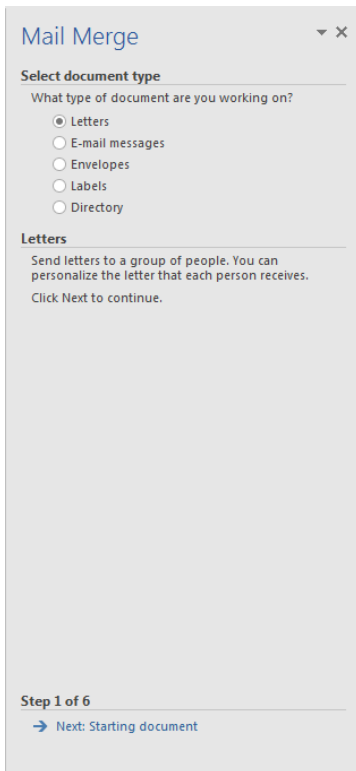 Mail Merge
Select document type
What type of document are you working on?
Letters
E-mail messages
Envelopes
Labels
Directory
Letters
Send letters to a group of people. You can
personalize the letter that each person receives.
Click Next to continue.
Step 1 of 6
Next: Starting document